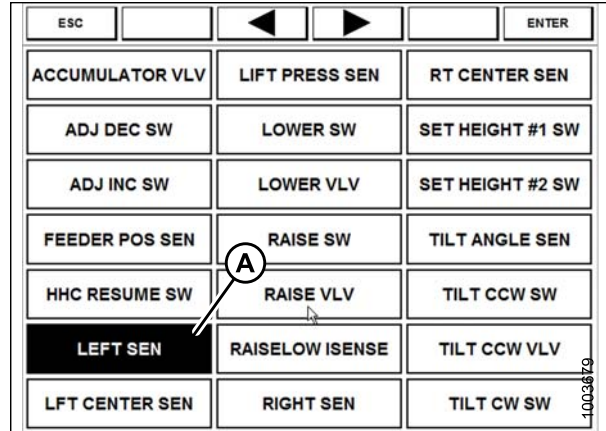 ESC ENTER
ACCUMULATOR VLV LIFT PRESS SEN RT CENTER SEN
ADJ DEC SW LOWER SW SET HEIGHT #1 SW
ADJ INC SW LOWER VLV SET HEIGHT #2 SW
FEEDER POS SEN RAISE SW TILT ANGLE SEN
A
HHC RESUME SW RAISE VLV TILT CCW SW
LEFT SEN RAISELOW ISENSE TILT CCW VLV
LFT CENTER SEN RIGHT SEN TILT CW SW
1003679